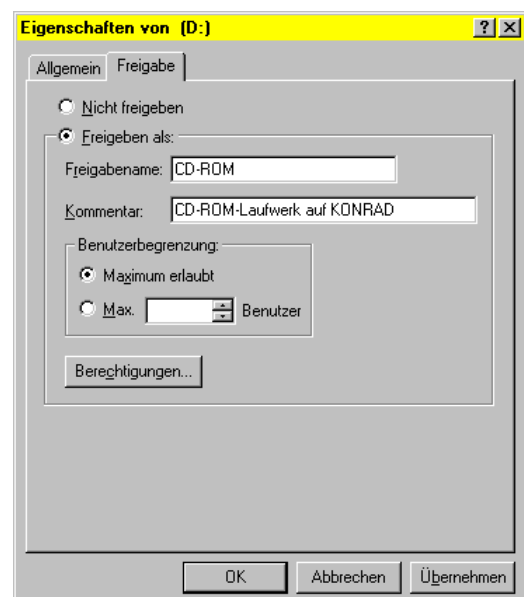 Eigenschaften von (D:)
Allgemein Freigabe
Nicht freigeben
Freigeben als:
Freigabename: CD-ROM
Kommentar: CD-ROM-Laufwerk auf KONRAD
Benutzerbegrenzung:
Maximum erlaubt
Max. Benutzer
Berechtigungen...
OK Abbrechen Übernehmen